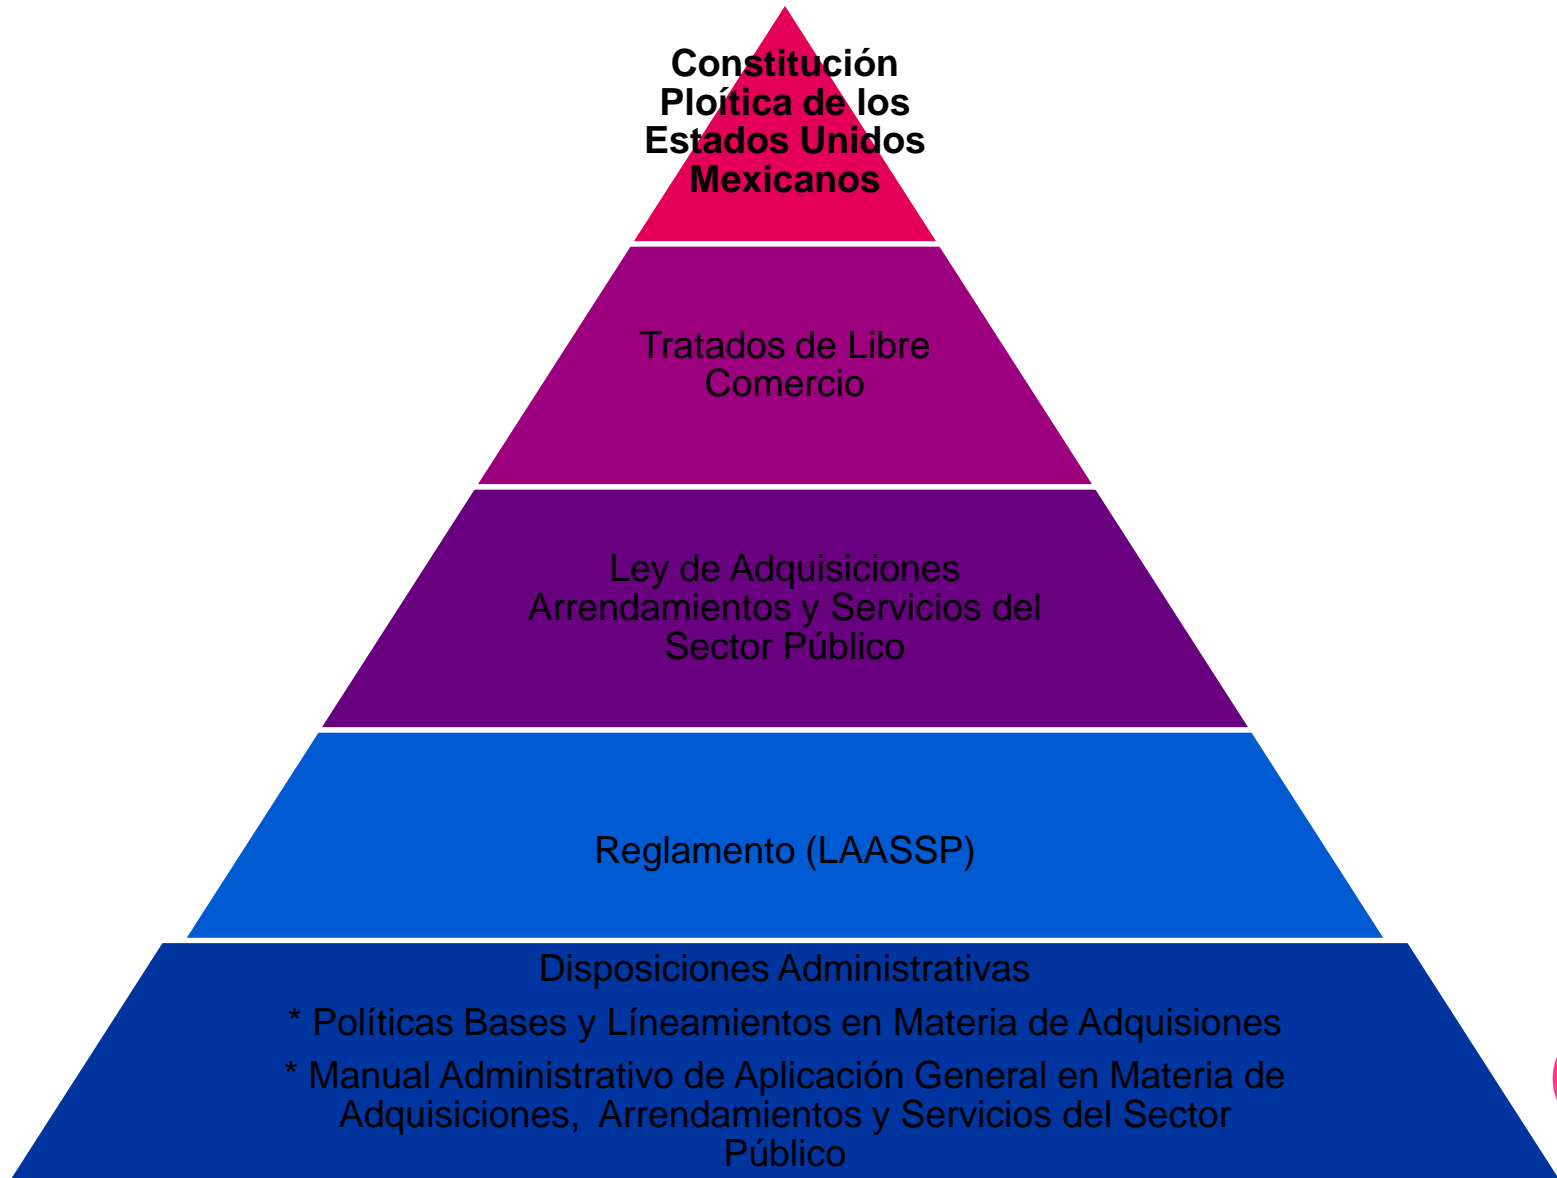 Constitución
Ploítica de los
Estados Unidos
Mexicanos
Tratados de Libre
Comercio
Ley de Adquisiciones
Arrendamientos y Servicios del
Sector Público
Reglamento (LAASSP)
Disposiciones Administrativas
* Políticas Bases y Líneamientos en Materia de Adquisiones
* Manual Administrativo de Aplicación General en Materia de
Adquisiciones, Arrendamientos y Servicios del Sector
Público